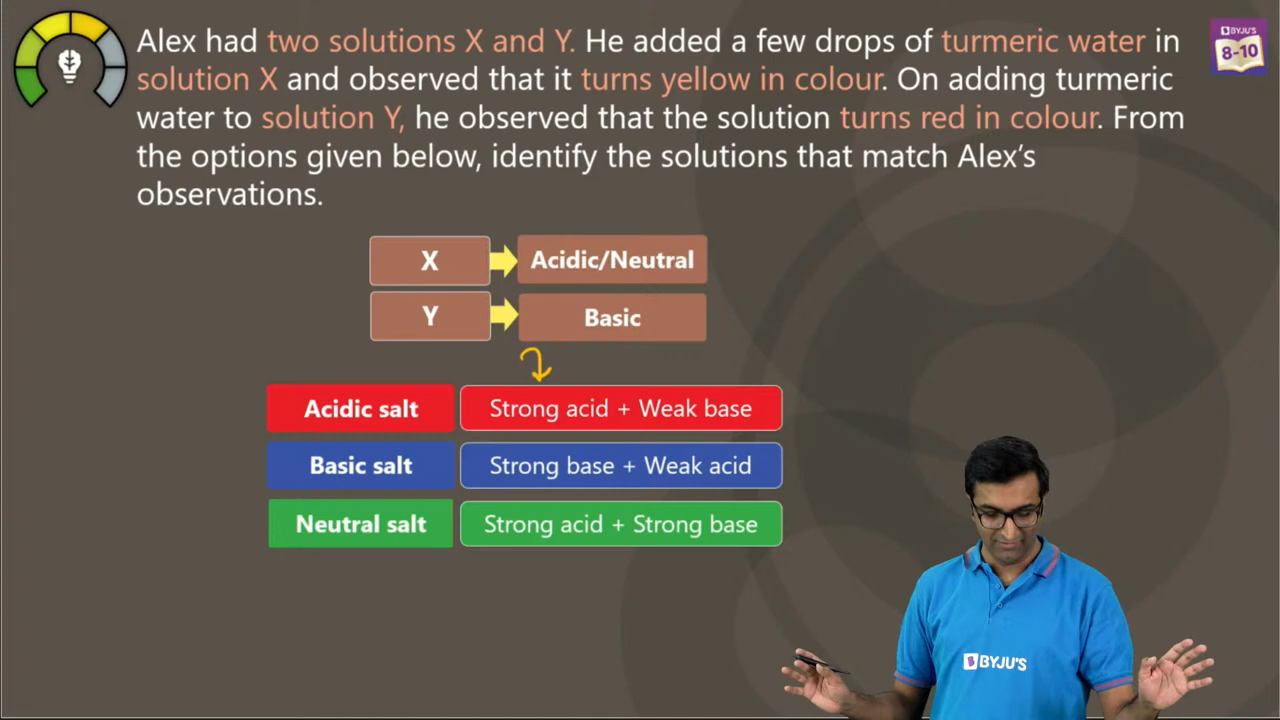 Alex had two solutions X and Y. He added a few drops of turmeric water in
solution X and observed that it turns yellow in colour. On adding turmeric
water to solution Y, he observed that the solution turns red in colour. From
the options given below, identify the solutions that match Alex’s
observations.
BYJU'S
8-10
X
Acidic/Neutral
Y
Basic
Acidic salt
Strong acid + Weak base
Basic salt
Strong base + Weak acid
Neutral salt
Strong acid + Strong base
BYJU'S